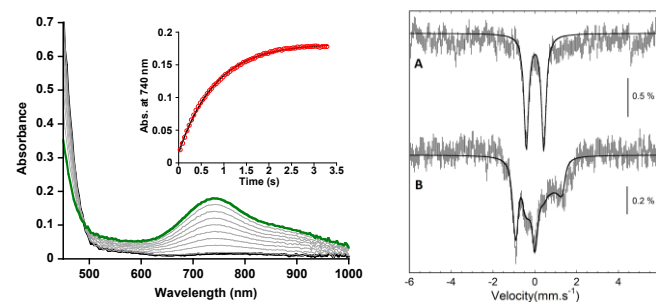 0.7
0.6
0.5
0.4
0.3
0.2
0.1
0
Absorbance
500 600 700 800 900 1000
Wavelength (nm)
0.2
0.15
0.1
0.05
0
Abs. at 740 nm
0 0.5 1 1.5 2 2.5 3 3.5
Time (s)
A
0.5 %
B
0.2 %
-6 -4 -2 0 2 4 6
Velocity(mm.s-1)